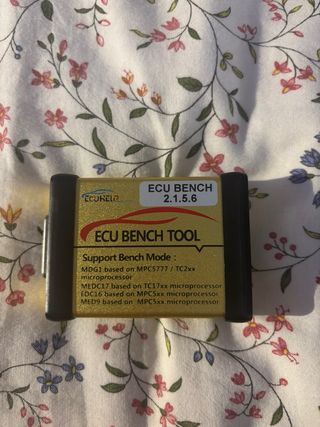 ECUHELP
ECU BENCH
2.1.5.6
ECU BENCH TOOL
Support Bench Mode :
MDG1 based on MPC5777 / TC2xx
microprocessor
MEDC17 based on TC17xx microprocessor
EDC16 based on MPC5xx microprocessor
MED9 based on MPC5xx microprocessor